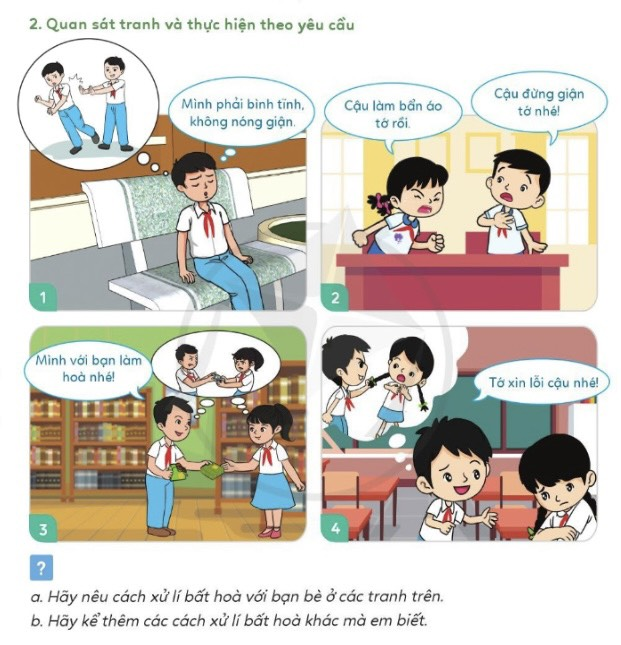 2. Quan sát tranh và thực hiện theo yêu cầu
Mình phải bình tĩnh,
không nóng giận.
1
Cậu làm bẩn áo
tớ rồi.
Cậu đừng giận
tớ nhé!
2
Mình với bạn làm
hoà nhé!
3
Tớ xin lỗi cậu nhé!
4
?
a. Hãy nêu cách xử lí bất hoà với bạn bè ở các tranh trên.
b. Hãy kể thêm các cách xử lí bất hoà khác mà em biết.